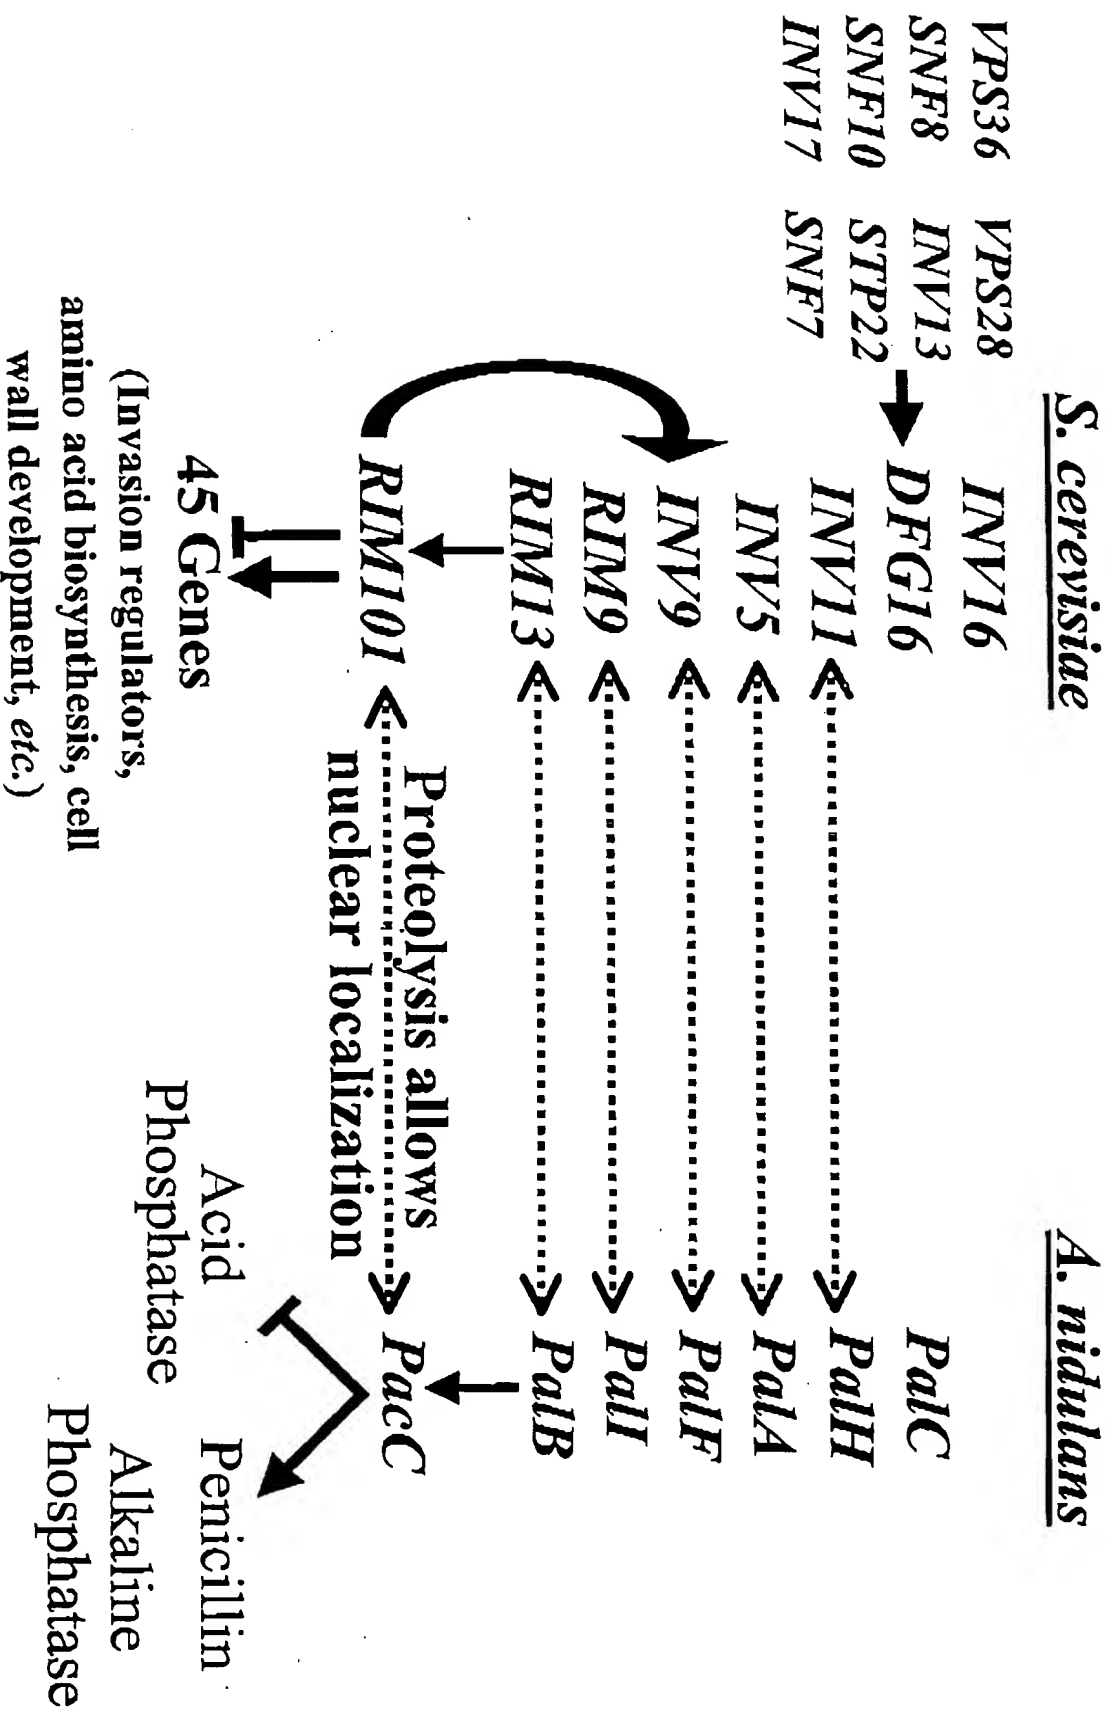 S. cerevisiae
A. nidulans
VPS36 VPS28
SNF8 INV13
SNF10 STP22
INV17 SNF7
INV16
DFG16
INV11
INV5
INV9
RIM9
RIM13
RIM101
PalC
PalH
PalA
PalF
PalI
PalB
PacC
Proteolysis allows
nuclear localization
45 Genes
(Invasion regulators,
amino acid biosynthesis, cell
wall development, etc.)
Acid
Phosphatase
Penicillin
Alkaline
Phosphatase